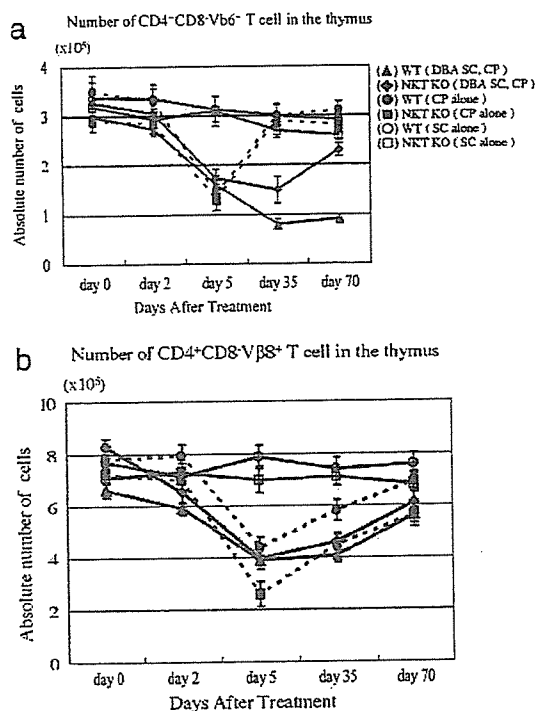 a
Number of CD4⁺CD8⁻Vb6⁻ T cell in the thymus
(x10⁵)
Absolute number of cells
4
3
2
1
0
day 0 day 2 day 5 day 35 day 70
Days After Treatment
WT (DBA SC, CP)
NKT KO (DBA SC, CP)
WT (CP alone)
NKT KO (CP alone)
WT (SC alone)
NKT KO (SC alone)
b
Number of CD4⁺CD8⁻Vβ8⁺ T cell in the thymus
(x10⁵)
Absolute number of cells
10
8
6
4
2
0
day 0 day 2 day 5 day 35 day 70
Days After Treatment